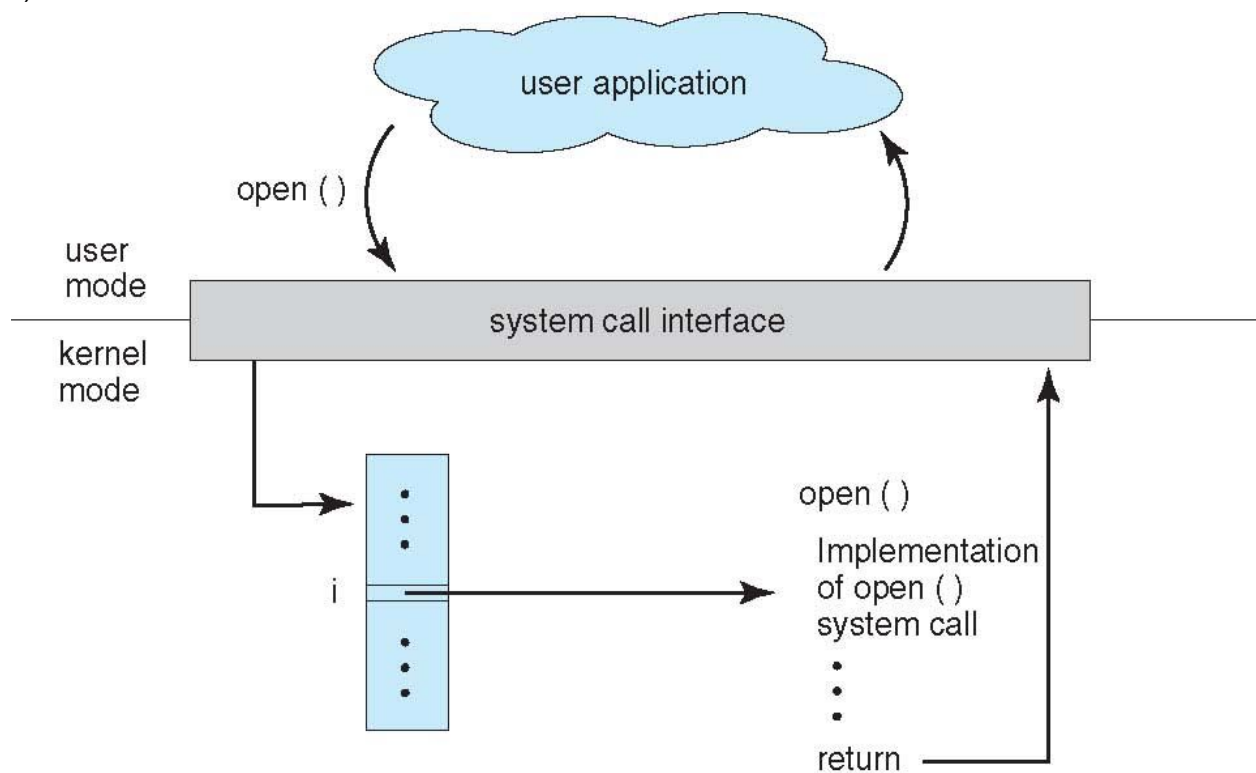 user application
open ( )
user
mode
system call interface
kernel
mode
open ( )
i
Implementation
of open ( )
system call
return